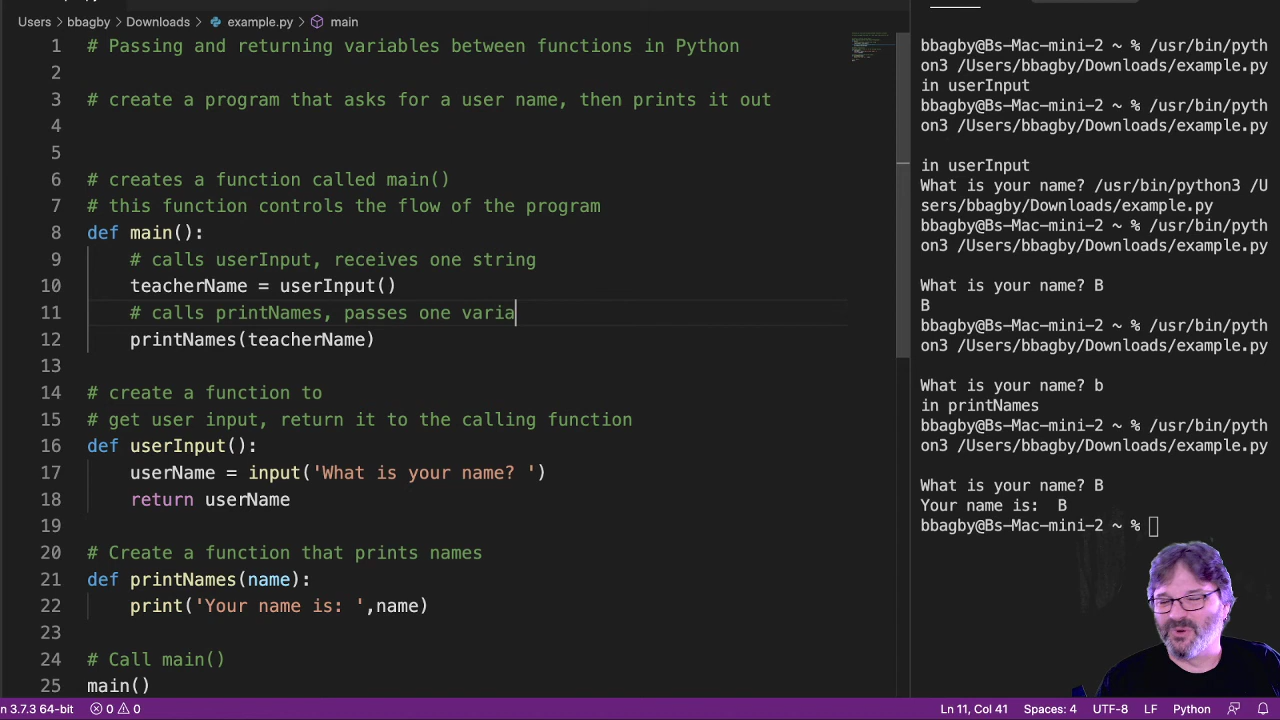 Users > bbagby > Downloads > example.py > main
1 # Passing and returning variables between functions in Python
2
3 # create a program that asks for a user name, then prints it out
4
5
6 # creates a function called main()
7 # this function controls the flow of the program
8 def main():
9 # calls userInput, receives one string
10 teacherName = userInput()
11 # calls printNames, passes one varia
12 printNames(teacherName)
13
14 # create a function to
15 # get user input, return it to the calling function
16 def userInput():
17 userName = input('What is your name? ')
18 return userName
19
20 # Create a function that prints names
21 def printNames(name):
22 print('Your name is: ',name)
23
24 # Call main()
25 main()
bbagby@Bs-Mac-mini-2 ~ % /usr/bin/pyth
on3 /Users/bbagby/Downloads/example.py
in userInput
bbagby@Bs-Mac-mini-2 ~ % /usr/bin/pyth
on3 /Users/bbagby/Downloads/example.py
in userInput
What is your name? /usr/bin/python3 /U
sers/bbagby/Downloads/example.py
bbagby@Bs-Mac-mini-2 ~ % /usr/bin/pyth
on3 /Users/bbagby/Downloads/example.py
What is your name? B
B
bbagby@Bs-Mac-mini-2 ~ % /usr/bin/pyth
on3 /Users/bbagby/Downloads/example.py
What is your name? b
in printNames
bbagby@Bs-Mac-mini-2 ~ % /usr/bin/pyth
on3 /Users/bbagby/Downloads/example.py
What is your name? B
Your name is:  B
bbagby@Bs-Mac-mini-2 ~ %
n 3.7.3 64-bit 0 0 Ln 11, Col 41 Spaces: 4 UTF-8 LF Python